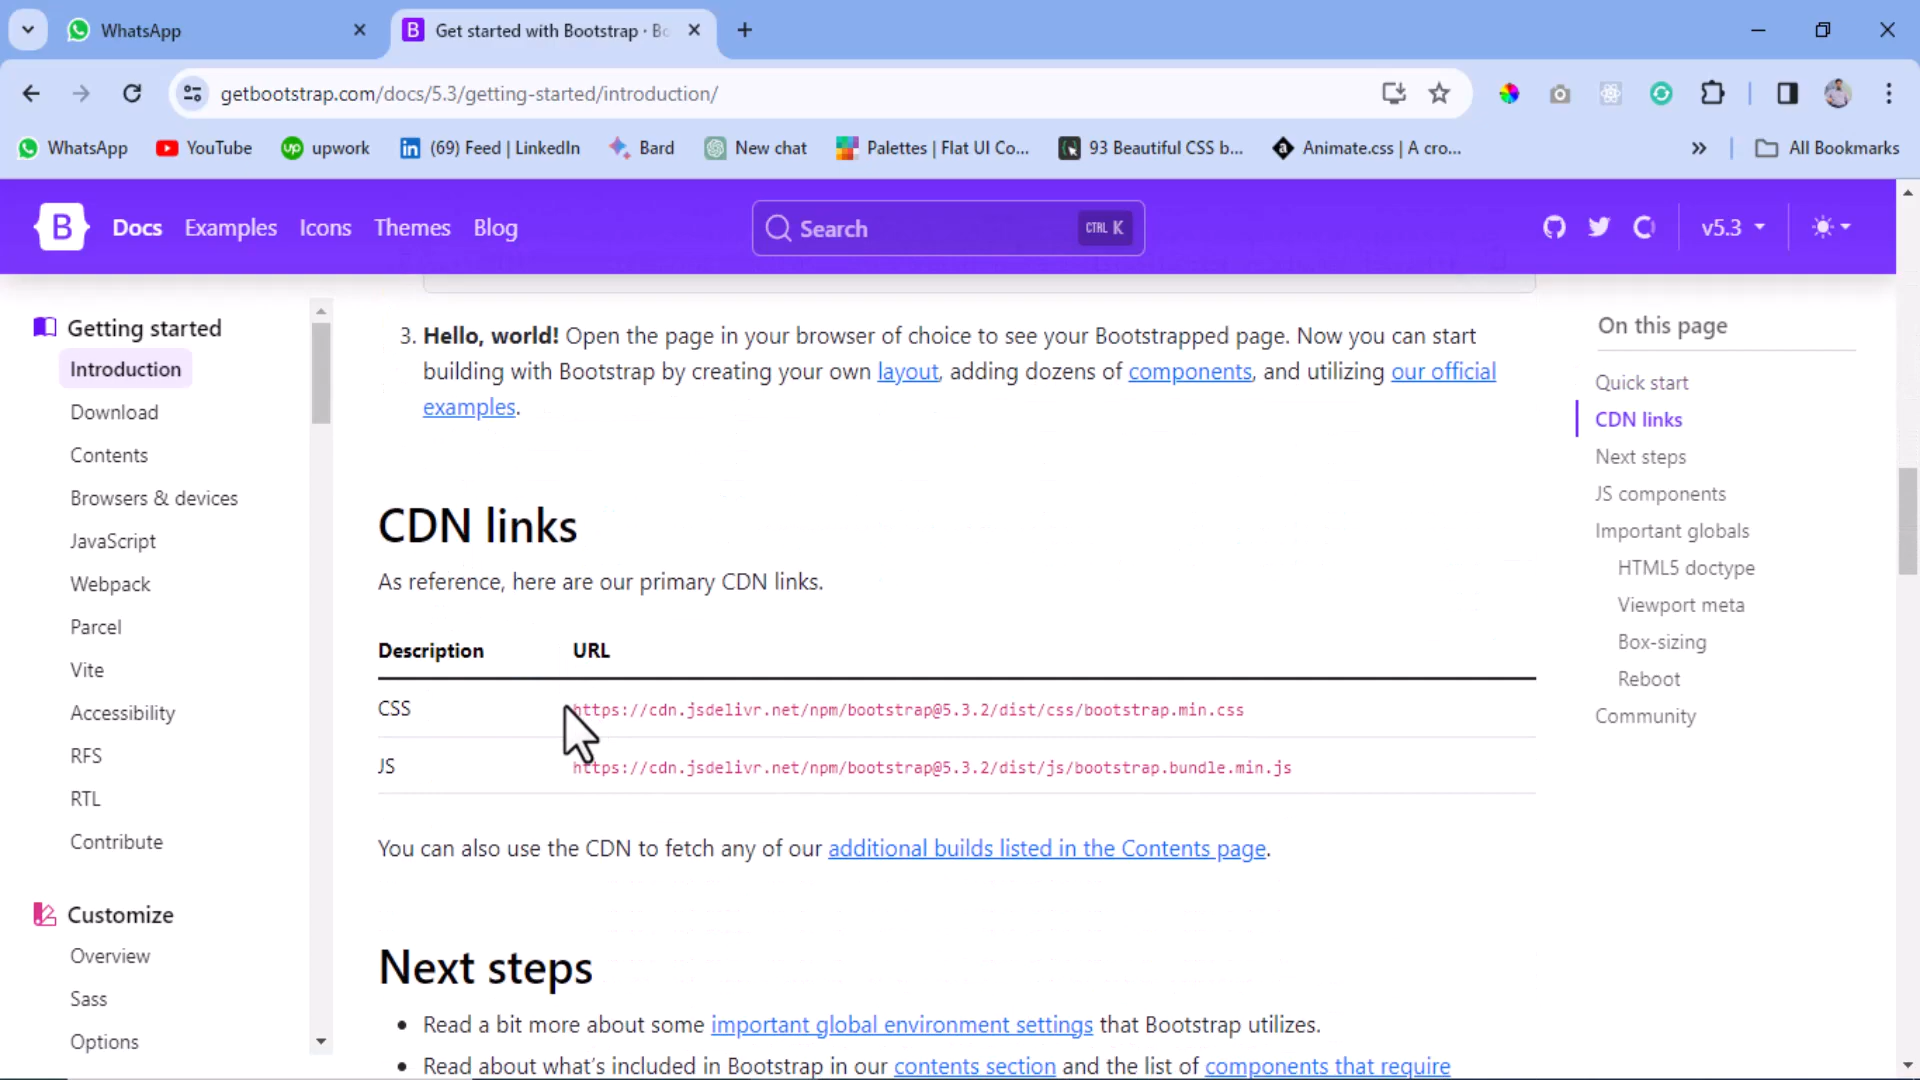 WhatsApp
Get started with Bootstrap · Bo
getbootstrap.com/docs/5.3/getting-started/introduction/
WhatsApp YouTube upwork (69) Feed | LinkedIn Bard New chat Palettes | Flat UI Co... 93 Beautiful CSS b... Animate.css | A cro... » All Bookmarks
B Docs Examples Icons Themes Blog Search CTRL K v5.3
Getting started
Introduction
Download
Contents
Browsers & devices
JavaScript
Webpack
Parcel
Vite
Accessibility
RFS
RTL
Contribute
Customize
Overview
Sass
Options
3. Hello, world! Open the page in your browser of choice to see your Bootstrapped page. Now you can start
building with Bootstrap by creating your own layout, adding dozens of components, and utilizing our official
examples.
CDN links
As reference, here are our primary CDN links.
Description URL
CSS https://cdn.jsdelivr.net/npm/bootstrap@5.3.2/dist/css/bootstrap.min.css
JS https://cdn.jsdelivr.net/npm/bootstrap@5.3.2/dist/js/bootstrap.bundle.min.js
You can also use the CDN to fetch any of our additional builds listed in the Contents page.
Next steps
• Read a bit more about some important global environment settings that Bootstrap utilizes.
• Read about what's included in Bootstrap in our contents section and the list of components that require
On this page
Quick start
CDN links
Next steps
JS components
Important globals
HTML5 doctype
Viewport meta
Box-sizing
Reboot
Community